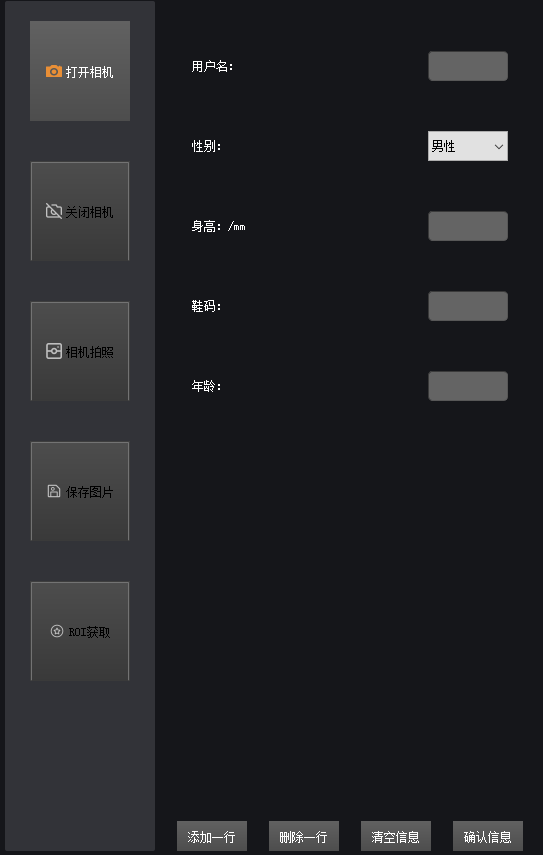 打开相机
关闭相机
相机拍照
保存图片
ROI获取
用户名:
性别: 男性
身高: /mm
鞋码:
年龄:
添加一行 删除一行 清空信息 确认信息